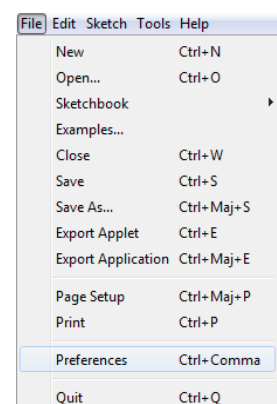 File Edit Sketch Tools Help
New Ctrl+N
Open... Ctrl+O
Sketchbook
Examples...
Close Ctrl+W
Save Ctrl+S
Save As... Ctrl+Maj+S
Export Applet Ctrl+E
Export Application Ctrl+Maj+E
Page Setup Ctrl+Maj+P
Print Ctrl+P
Preferences Ctrl+Comma
Quit Ctrl+Q